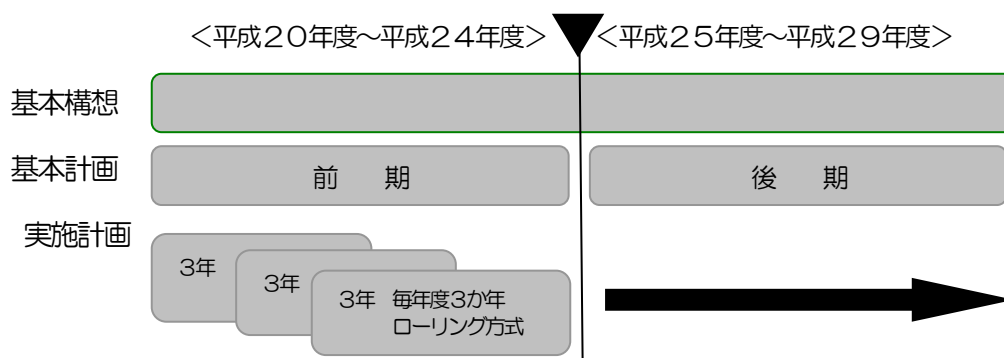 ＜平成２０年度～平成２４年度＞ ＜平成２５年度～平成２９年度＞
基本構想
基本計画 前　期 後　期
実施計画
３年
３年
３年 毎年度３か年
ローリング方式